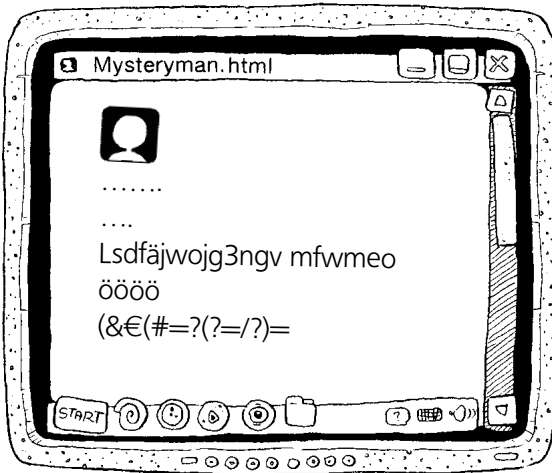 Mysteryman.html
.......
....
Lsdfäjwojg3ngv mfwmeo
öööö
(&€(#=?(?=/?)=
START
?